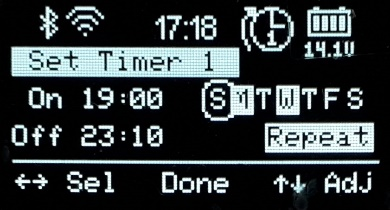 17:18
14.1V
Set Timer 1
On 19:00 SMTWTFS
Off 23:10 Repeat
↔ Sel Done ↑↓ Adj